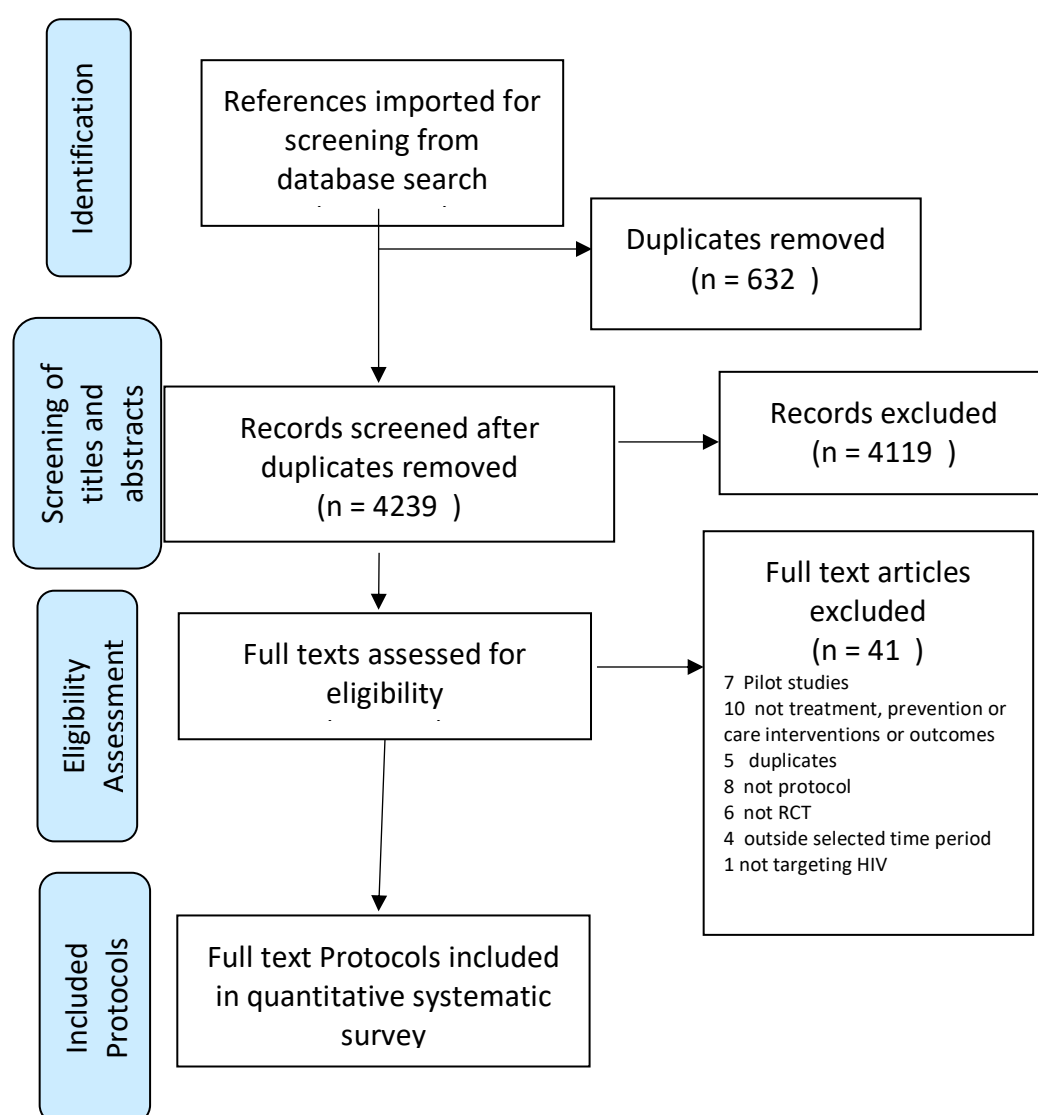 Identification
References imported for
screening from
database search
Duplicates removed
(n = 632 )
Screening of
titles and
abstracts
Records screened after
duplicates removed
(n = 4239 )
Records excluded
(n = 4119 )
Eligibility
Assessment
Full texts assessed for
eligibility
Full text articles
excluded
(n = 41 )
7 Pilot studies
10 not treatment, prevention or
care interventions or outcomes
5 duplicates
8 not protocol
6 not RCT
4 outside selected time period
1 not targeting HIV
Included
Protocols
Full text Protocols included
in quantitative systematic
survey